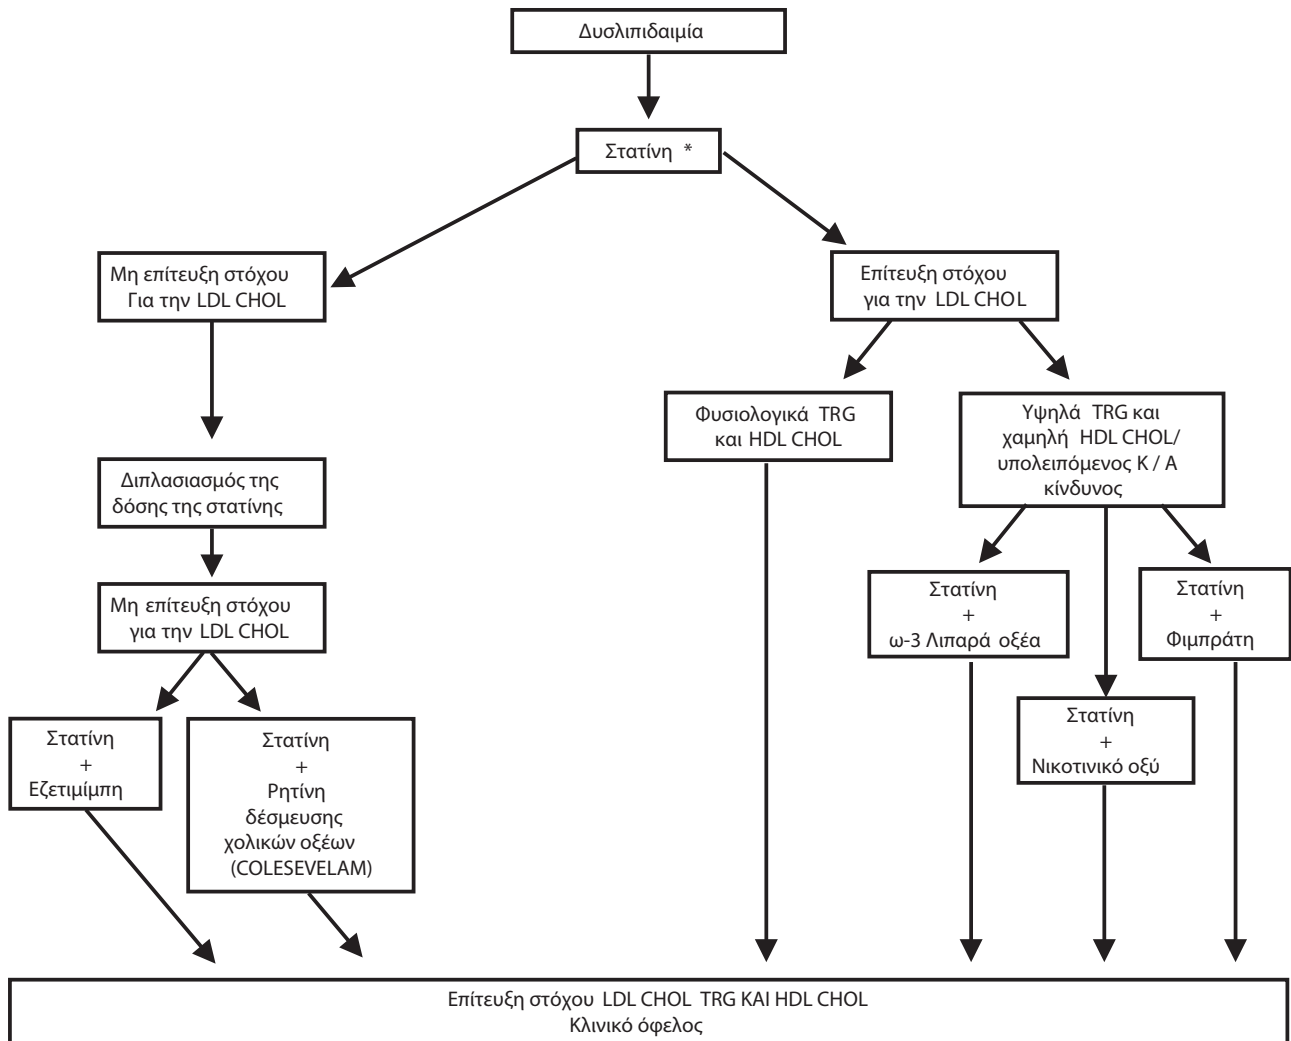 Δυσλιπιδαιμία
Στατίνη *
Μη επίτευξη στόχου
Για την LDL CHOL
Επίτευξη στόχου
για την LDL CHOL
Φυσιολογικά TRG
και HDL CHOL
Υψηλά TRG και
χαμηλή HDL CHOL/
υπολειπόμενος Κ / Α
κίνδυνος
Διπλασιασμός της
δόσης της στατίνης
Μη επίτευξη στόχου
για την LDL CHOL
Στατίνη
+
ω-3 Λιπαρά οξέα
Στατίνη
+
Φιμπράτη
Στατίνη
+
Νικοτινικό οξύ
Στατίνη
+
Εζετιμίμπη
Στατίνη
+
Ρητίνη
δέσμευσης
χολικών οξέων
(COLESEVELAM)
Επίτευξη στόχου LDL CHOL TRG ΚΑΙ HDL CHOL
Κλινικό όφελος